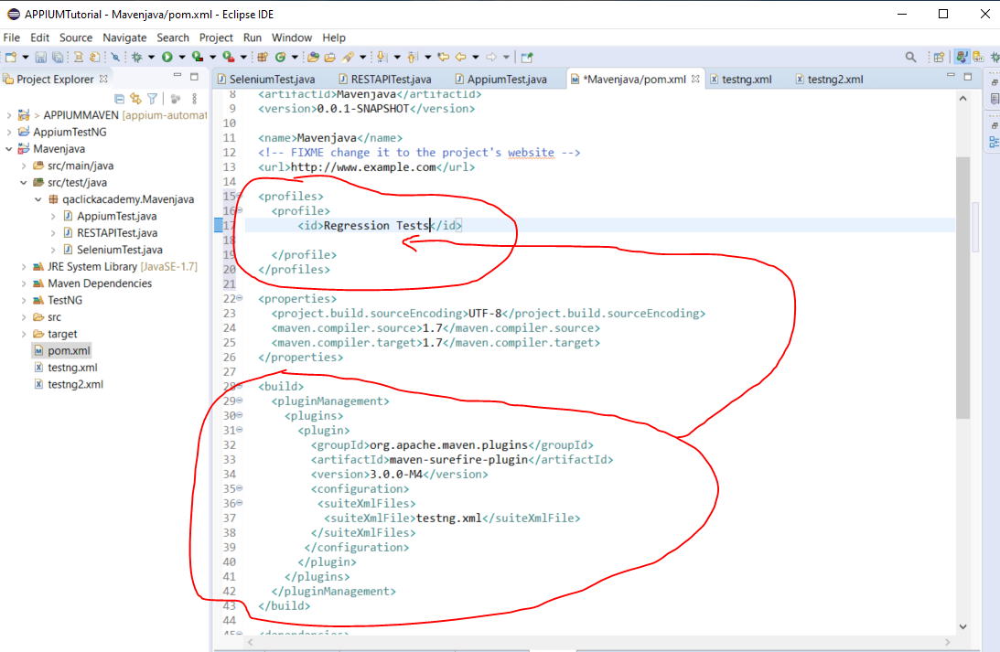 APPIUMTutorial - Mavenjava/pom.xml - Eclipse IDE
File Edit Source Navigate Search Project Run Window Help
Project Explorer
SeleniumTest.java RESTAPITest.java AppiumTest.java *Mavenjava/pom.xml testng.xml testng2.xml
> APPIUMMAVEN [appium-automat
AppiumTestNG
Mavenjava
src/main/java
src/test/java
qaclickacademy.Mavenjava
AppiumTest.java
RESTAPITest.java
SeleniumTest.java
JRE System Library [JavaSE-1.7]
Maven Dependencies
TestNG
src
target
pom.xml
testng.xml
testng2.xml
8 <artifactId>Mavenjava</artifactId>
9 <version>0.0.1-SNAPSHOT</version>
10
11 <name>Mavenjava</name>
12 <!-- FIXME change it to the project's website -->
13 <url>http://www.example.com</url>
14
15 <profiles>
16 <profile>
17 <id>Regression Tests</id>
18
19 </profile>
20 </profiles>
21
22 <properties>
23 <project.build.sourceEncoding>UTF-8</project.build.sourceEncoding>
24 <maven.compiler.source>1.7</maven.compiler.source>
25 <maven.compiler.target>1.7</maven.compiler.target>
26 </properties>
27
28 <build>
29 <pluginManagement>
30 <plugins>
31 <plugin>
32 <groupId>org.apache.maven.plugins</groupId>
33 <artifactId>maven-surefire-plugin</artifactId>
34 <version>3.0.0-M4</version>
35 <configuration>
36 <suiteXmlFiles>
37 <suiteXmlFile>testng.xml</suiteXmlFile>
38 </suiteXmlFiles>
39 </configuration>
40 </plugin>
41 </plugins>
42 </pluginManagement>
43 </build>
44
45 <dependencies>